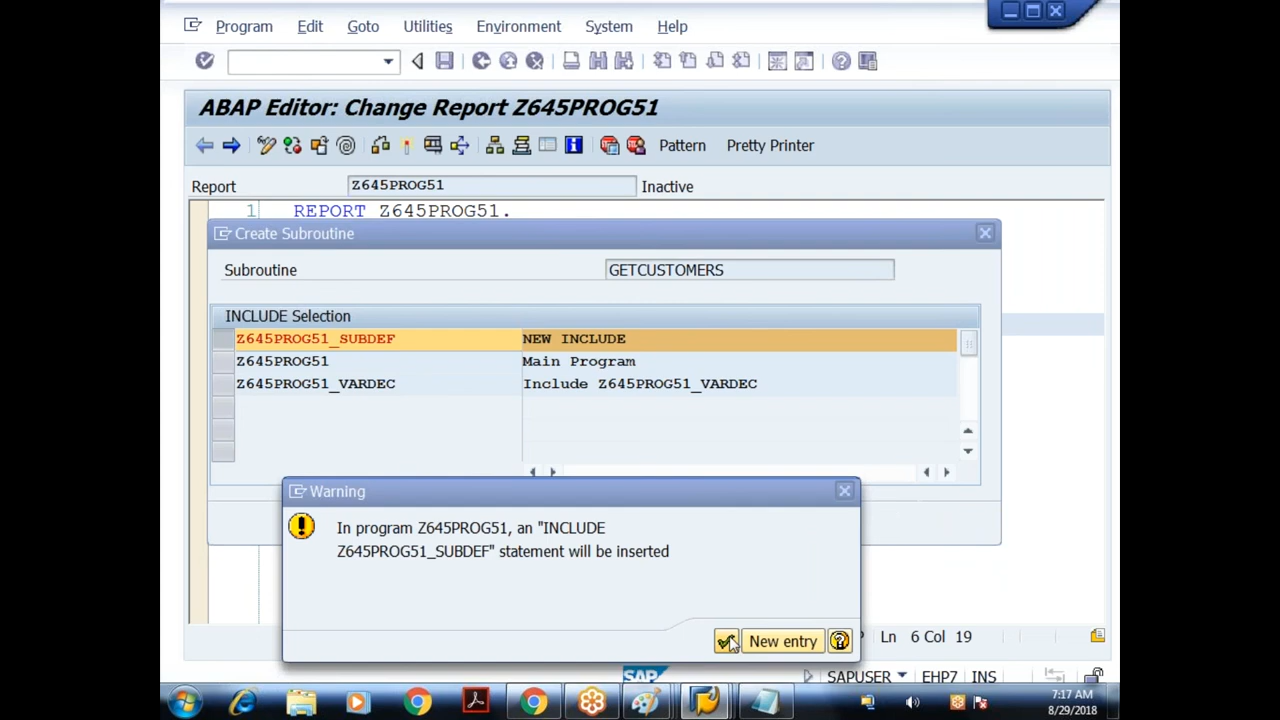 Program Edit Goto Utilities Environment System Help
ABAP Editor: Change Report Z645PROG51
Pattern Pretty Printer
Report Z645PROG51 Inactive
1 REPORT Z645PROG51.
Create Subroutine
Subroutine GETCUSTOMERS
INCLUDE Selection
Z645PROG51_SUBDEF NEW INCLUDE
Z645PROG51 Main Program
Z645PROG51_VARDEC Include Z645PROG51_VARDEC
Warning
In program Z645PROG51, an "INCLUDE
Z645PROG51_SUBDEF" statement will be inserted
New entry
Ln 6 Col 19
SAP
SAPUSER EHP7 INS
7:17 AM
8/29/2018